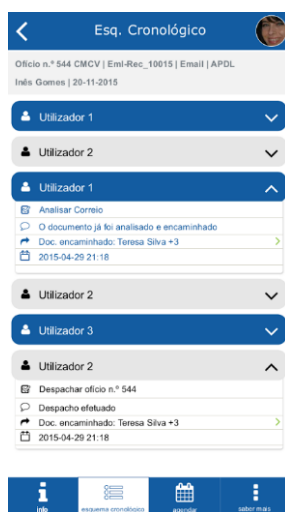 Esq. Cronológico
Ofício n.º 544 CMCV | Eml-Rec_10015 | Email | APDL
Inês Gomes | 20-11-2015
Utilizador 1
Utilizador 2
Utilizador 1
Analisar Correio
O documento já foi analisado e encaminhado
Doc. encaminhado: Teresa Silva +3
2015-04-29 21:18
Utilizador 2
Utilizador 3
Utilizador 2
Despachar ofício n.º 544
Despacho efetuado
Doc. encaminhado: Teresa Silva +3
2015-04-29 21:18
info esquema cronológico agendar saber mais